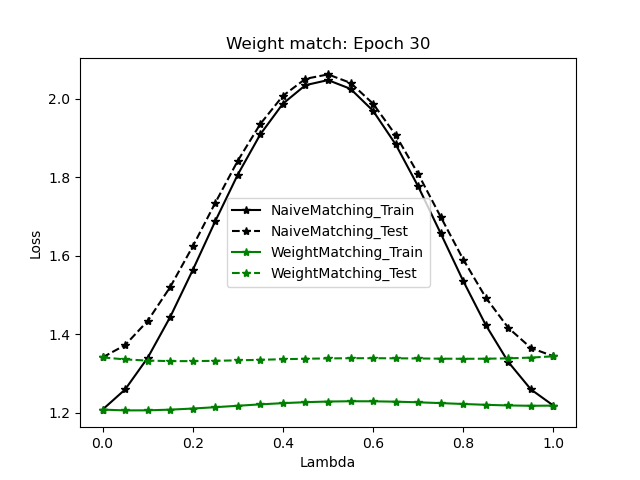 Weight match: Epoch 30
Loss
2.0
1.8
1.6
1.4
1.2
NaiveMatching_Train
NaiveMatching_Test
WeightMatching_Train
WeightMatching_Test
0.0
0.2
0.4
0.6
0.8
1.0
Lambda